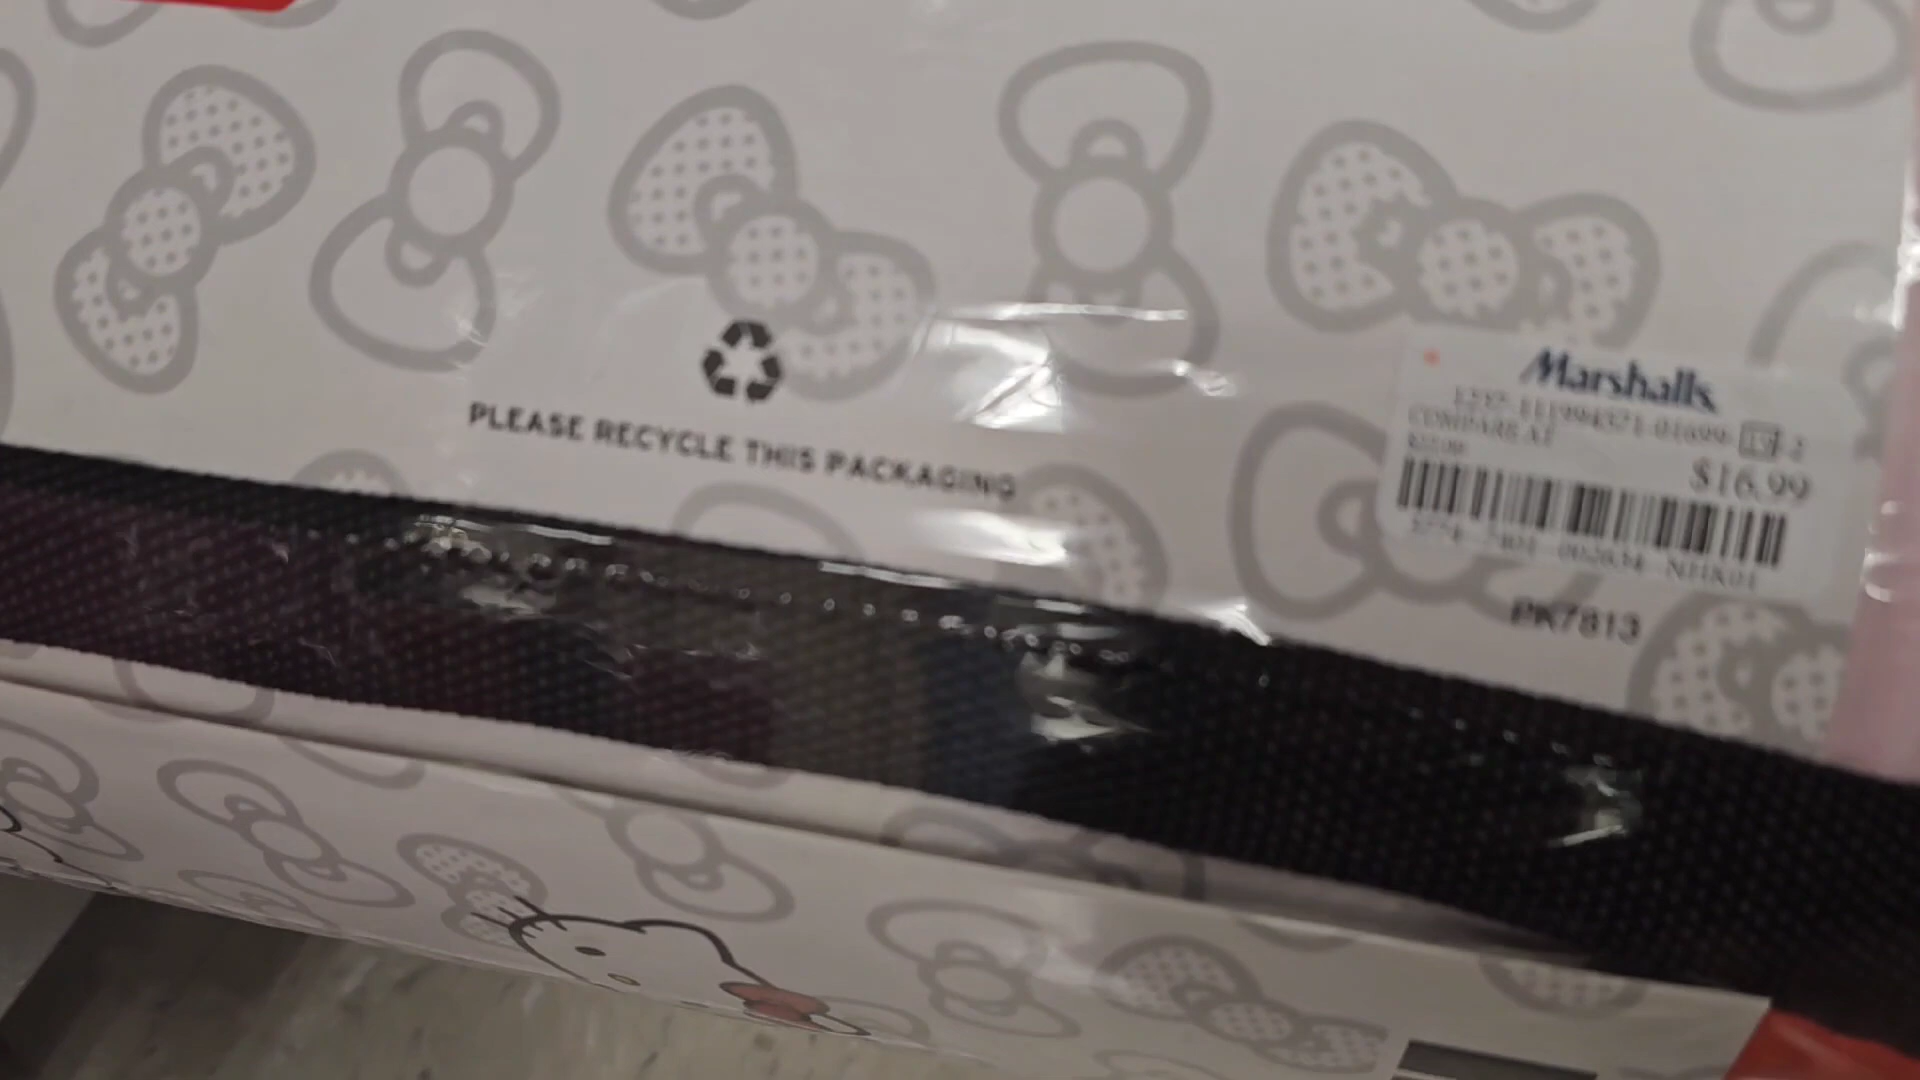 PLEASE RECYCLE THIS PACKAGING
Marshalls
COMPARE AT
$16.99
PK7813